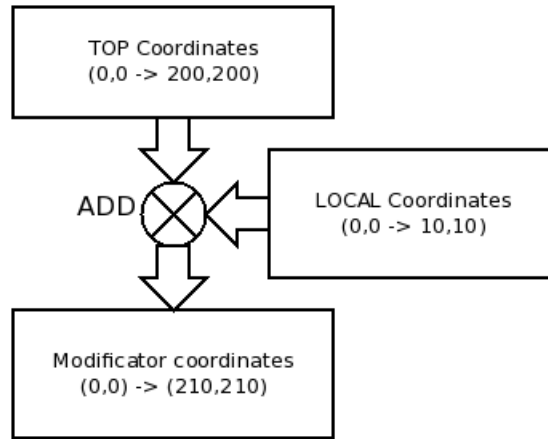 TOP Coordinates
(0,0 -> 200,200)
ADD
LOCAL Coordinates
(0,0 -> 10,10)
Modificator coordinates
(0,0) -> (210,210)